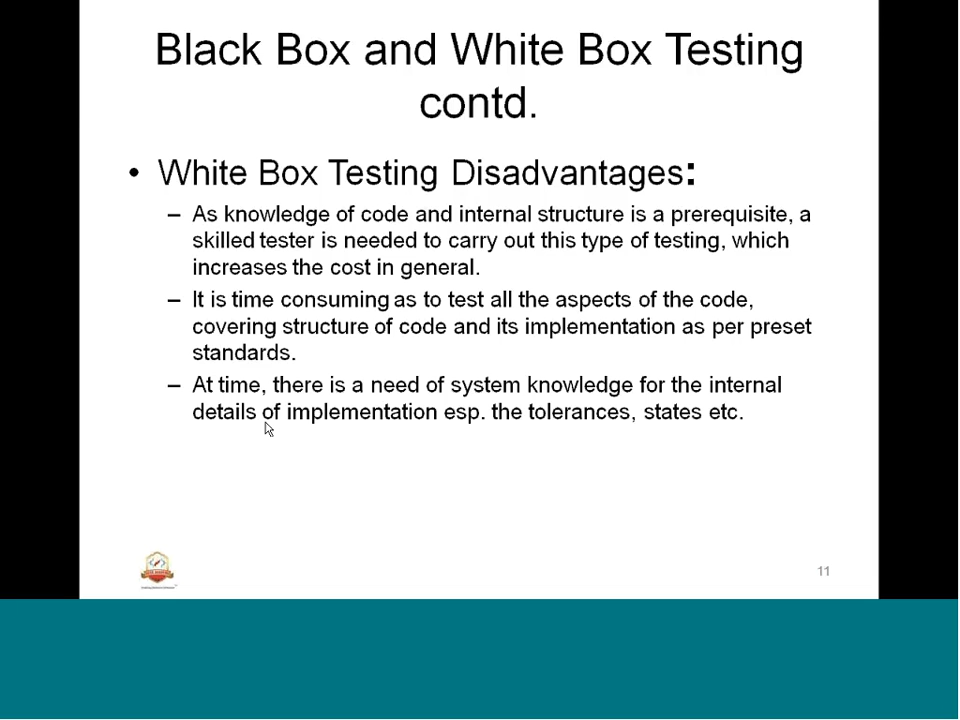 Black Box and White Box Testing
contd.
• White Box Testing Disadvantages:
– As knowledge of code and internal structure is a prerequisite, a
skilled tester is needed to carry out this type of testing, which
increases the cost in general.
– It is time consuming as to test all the aspects of the code,
covering structure of code and its implementation as per preset
standards.
– At time, there is a need of system knowledge for the internal
details of implementation esp. the tolerances, states etc.
11